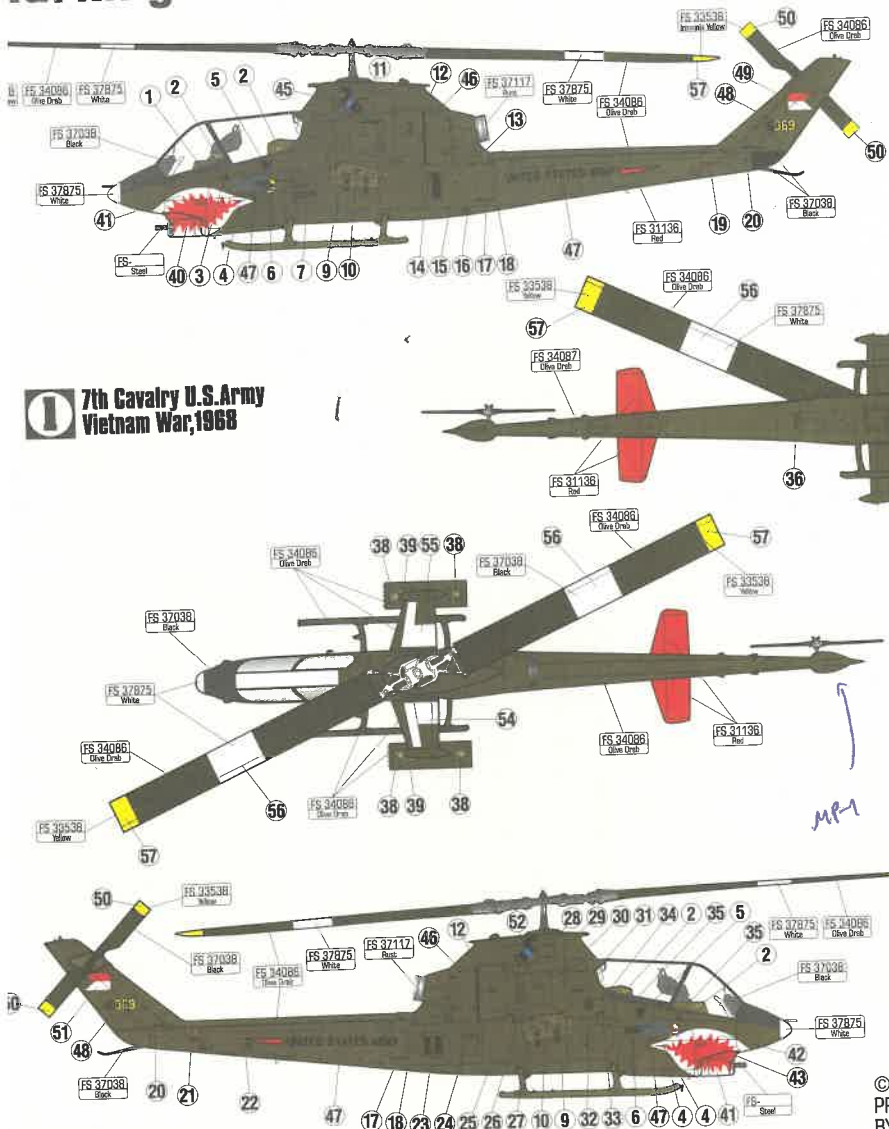 FS 33538
50
FS 34086
Olive Drab
11
12
46
FS 37117
Rust
FS 37875
White
49
48
45
2
5
2
1
FS 34086
Olive Drab
FS 37875
White
FS 34086
Olive Drab
57
13
369
50
FS 37038
Black
FS 37875
White
41
UNITED STATES ARMY
FS 31136
Red
19
20
FS 37038
Black
FS-
Steel
40
3
4
47
6
7
9
10
14
15
16
17
18
47
FS 33538
Yellow
FS 34086
Olive Drab
56
FS 37875
White
57
FS 34087
Olive Drab
1
7th Cavalry U.S.Army
Vietnam War,1968
FS 31136
Red
36
38
39
55
38
FS 34086
Olive Drab
FS 34086
Olive Drab
56
57
FS 37038
Black
FS 33538
Yellow
FS 37038
Black
FS 37875
White
54
FS 34086
Olive Drab
FS 31136
Red
FS 34086
Olive Drab
56
FS 34086
Olive Drab
38
39
38
FS 33538
Yellow
57
MP-1
50
FS 33538
Yellow
12
52
28
29
30
31
34
2
35
5
35
2
FS 37875
White
FS 34086
Olive Drab
FS 37038
Black
FS 34086
Olive Drab
FS 37875
White
FS 37117
Rust
46
FS 37038
Black
369
51
48
UNITED STATES ARMY
FS 37875
White
42
43
FS 37038
Black
20
21
22
47
17
18
23
24
25
26
27
10
9
32
33
6
47
4
4
41
FS-
Steel
©